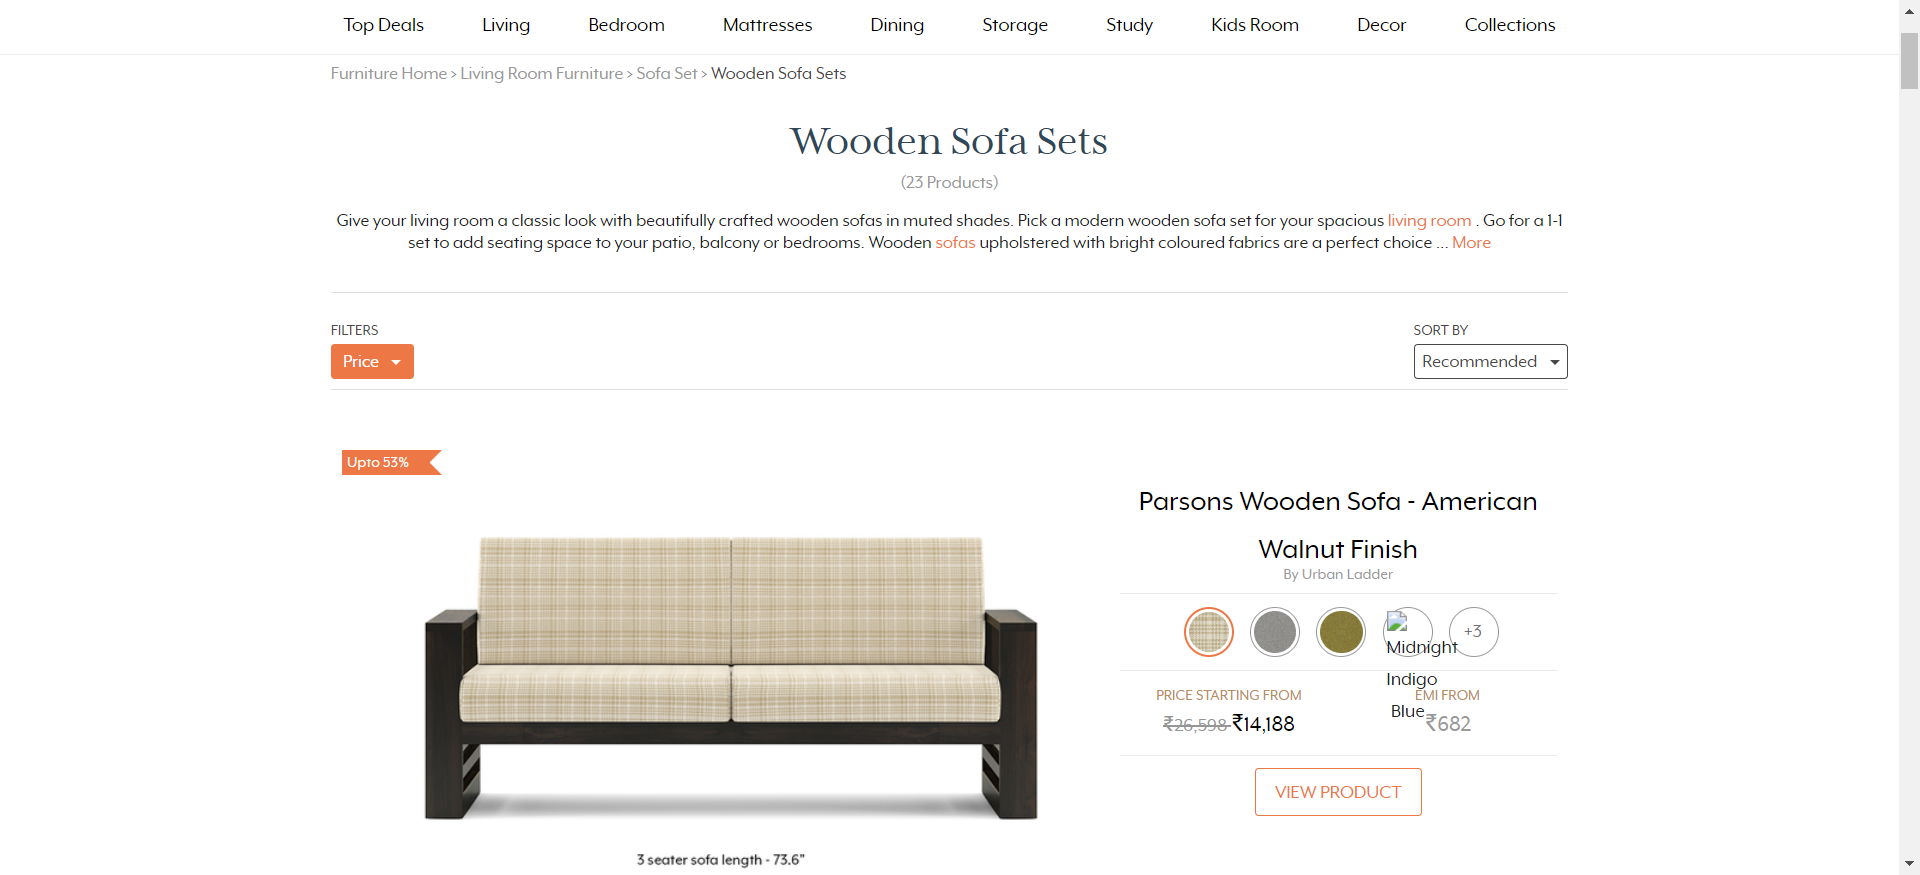 Top Deals Living Bedroom Mattresses Dining Storage Study Kids Room Decor Collections
Furniture Home > Living Room Furniture > Sofa Set > Wooden Sofa Sets
Wooden Sofa Sets
(23 Products)
Give your living room a classic look with beautifully crafted wooden sofas in muted shades. Pick a modern wooden sofa set for your spacious living room . Go for a 1-1
set to add seating space to your patio, balcony or bedrooms. Wooden sofas upholstered with bright coloured fabrics are a perfect choice ... More
FILTERS
Price
SORT BY
Recommended
Upto 53%
3 seater sofa length - 73.6"
Parsons Wooden Sofa - American
Walnut Finish
By Urban Ladder
Midnight
Indigo
Blue
+3
PRICE STARTING FROM
₹26,598 ₹14,188
EMI FROM
₹682
VIEW PRODUCT